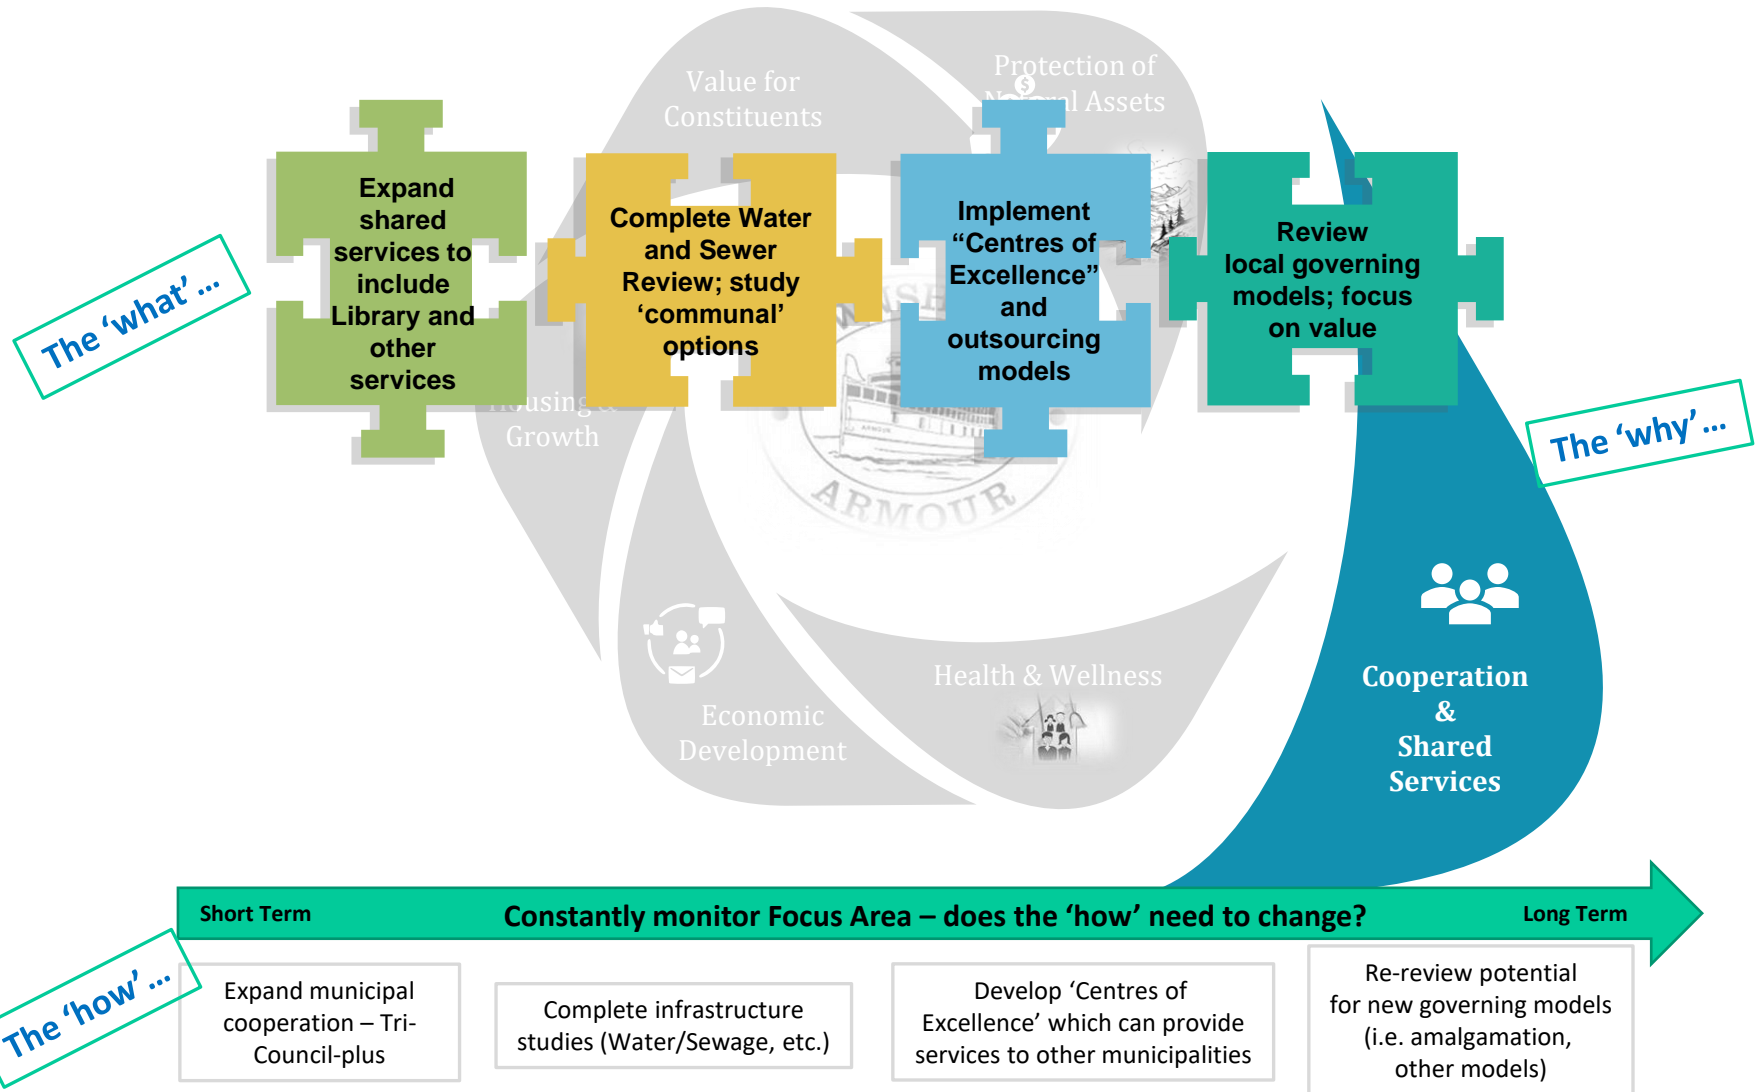 Value for
Constituents
Protection of
Natural Assets
Expand
shared
services to
include
Library and
other
services
Complete Water
and Sewer
Review; study
‘communal’
options
Implement
“Centres of
Excellence”
and
outsourcing
models
Review
local governing
models; focus
on value
The ‘what’...
The ‘why’...
Housing &
Growth
ARMOUR
ARMOUR
Economic
Development
Health & Wellness
Cooperation
&
Shared
Services
Short Term
Constantly monitor Focus Area – does the ‘how’ need to change?
Long Term
The ‘how’...
Expand municipal
cooperation – Tri-
Council-plus
Complete infrastructure
studies (Water/Sewage, etc.)
Develop ‘Centres of
Excellence’ which can provide
services to other municipalities
Re-review potential
for new governing models
(i.e. amalgamation,
other models)